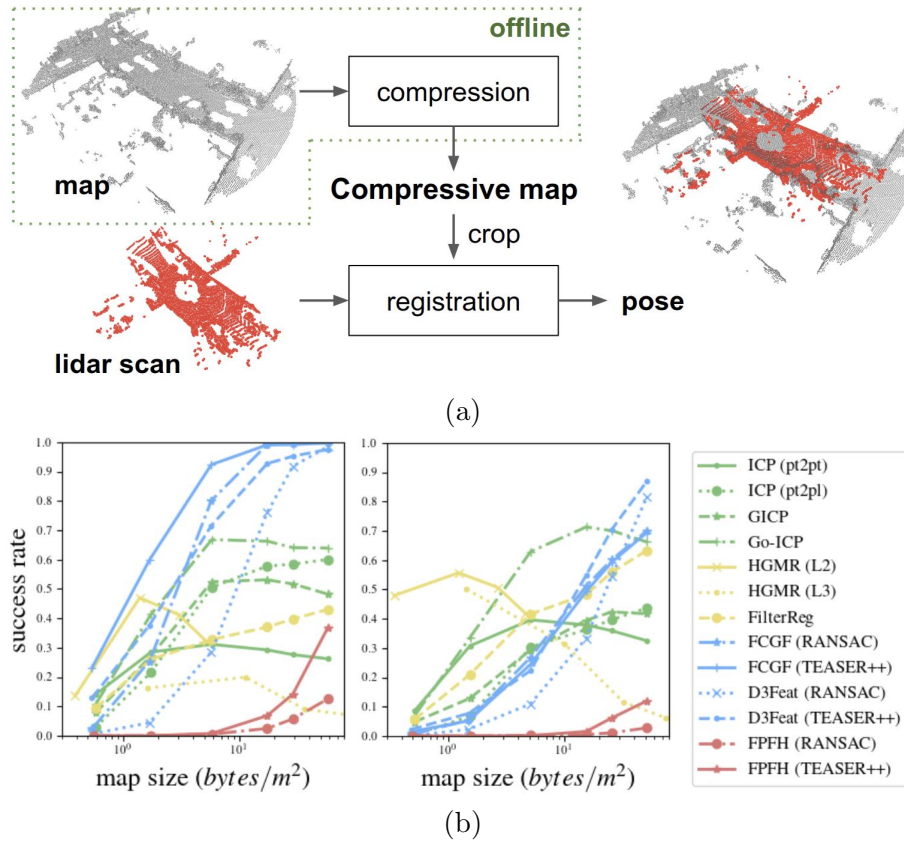 offline
compression
map
Compressive map
crop
registration
pose
lidar scan
(a)
success rate
1.0
0.9
0.8
0.7
0.6
0.5
0.4
0.3
0.2
0.1
0.0
10⁰
10¹
map size (bytes/m²)
1.0
0.9
0.8
0.7
0.6
0.5
0.4
0.3
0.2
0.1
0.0
10⁰
10¹
map size (bytes/m²)
ICP (pt2pt)
ICP (pt2pl)
GICP
Go-ICP
HGMR (L2)
HGMR (L3)
FilterReg
FCGF (RANSAC)
FCGF (TEASER++)
D3Feat (RANSAC)
D3Feat (TEASER++)
FPFH (RANSAC)
FPFH (TEASER++)
(b)